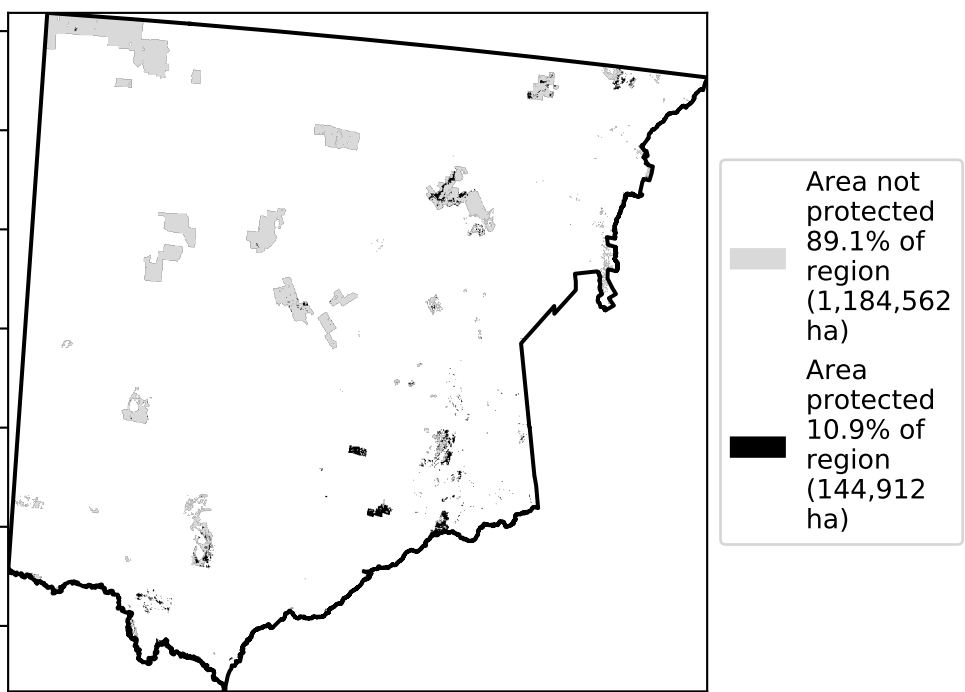 Area not
protected
89.1% of
region
(1,184,562
ha)
Area
protected
10.9% of
region
(144,912
ha)